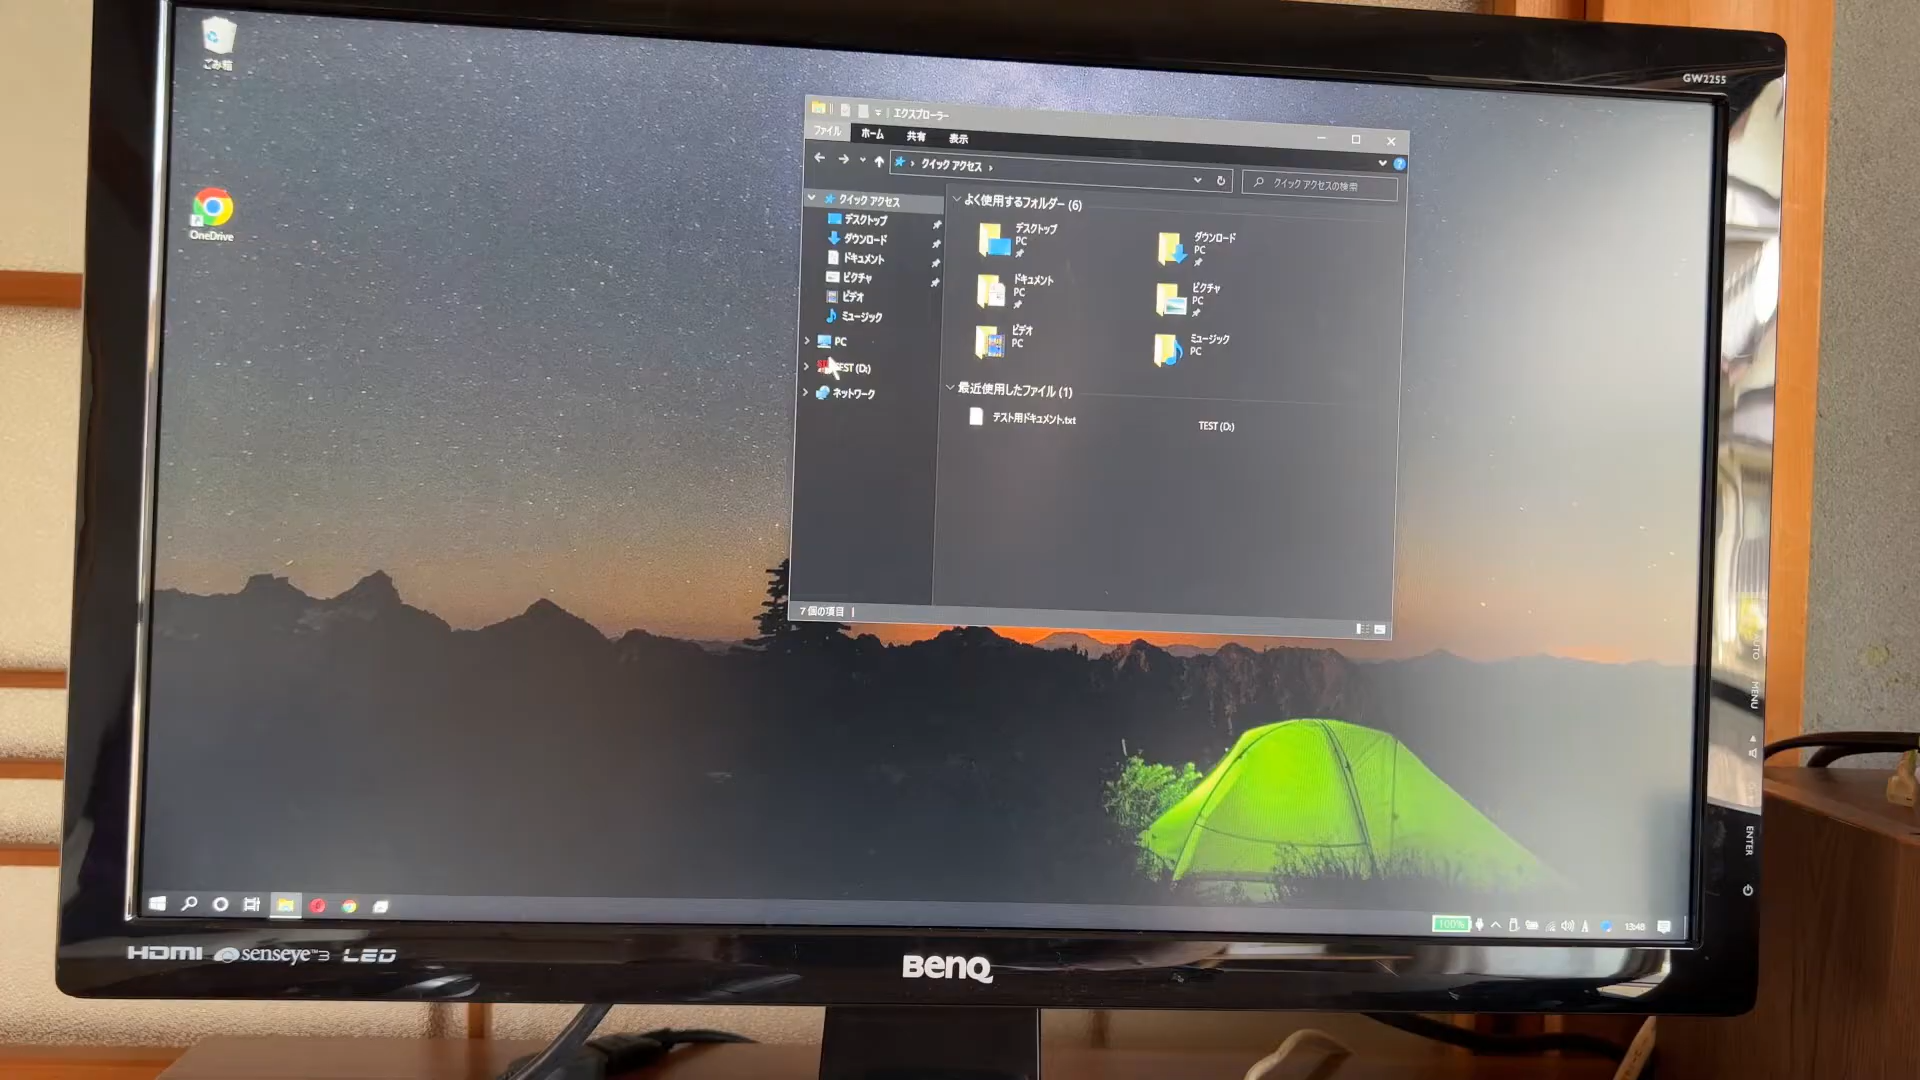 ごみ箱
GW2255
エクスプローラー
ファイル ホーム 共有 表示
クイック アクセス
クイック アクセスの検索
OneDrive
クイック アクセス
デスクトップ
ダウンロード
ドキュメント
ピクチャ
ビデオ
ミュージック
PC
EST (D:)
ネットワーク
よく使用するフォルダー (6)
デスクトップ
PC
ダウンロード
PC
ドキュメント
PC
ピクチャ
PC
ビデオ
PC
ミュージック
PC
最近使用したファイル (1)
テスト用ドキュメント.txt TEST (D:)
7 個の項目
AUTO
MENU
ENTER
100% A 13:48
HDMI senseye™3 LED
BenQ